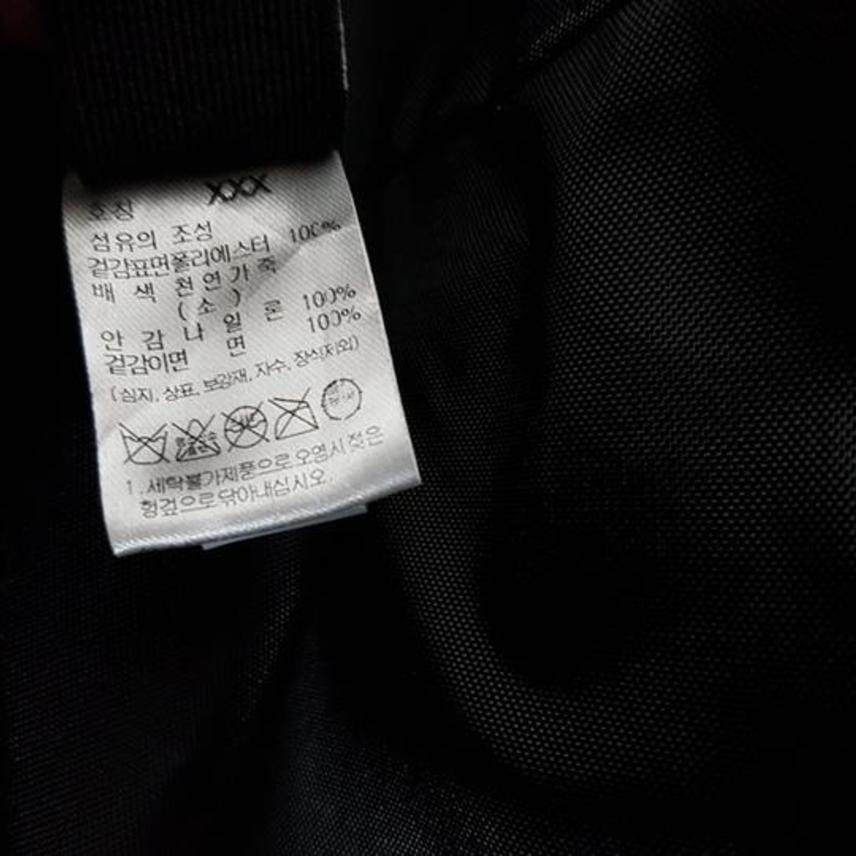 호칭 XXX
섬유의 조성
겉감표면폴리에스터 100%
배 색 천연가죽
(소)
안 감 나 일 론 100%
겉감이면 면 100%
(심지, 상표, 보강재, 자수, 장식제외)
1. 세탁불가제품으로오염시젖은
헝겊으로닦아내십시오.